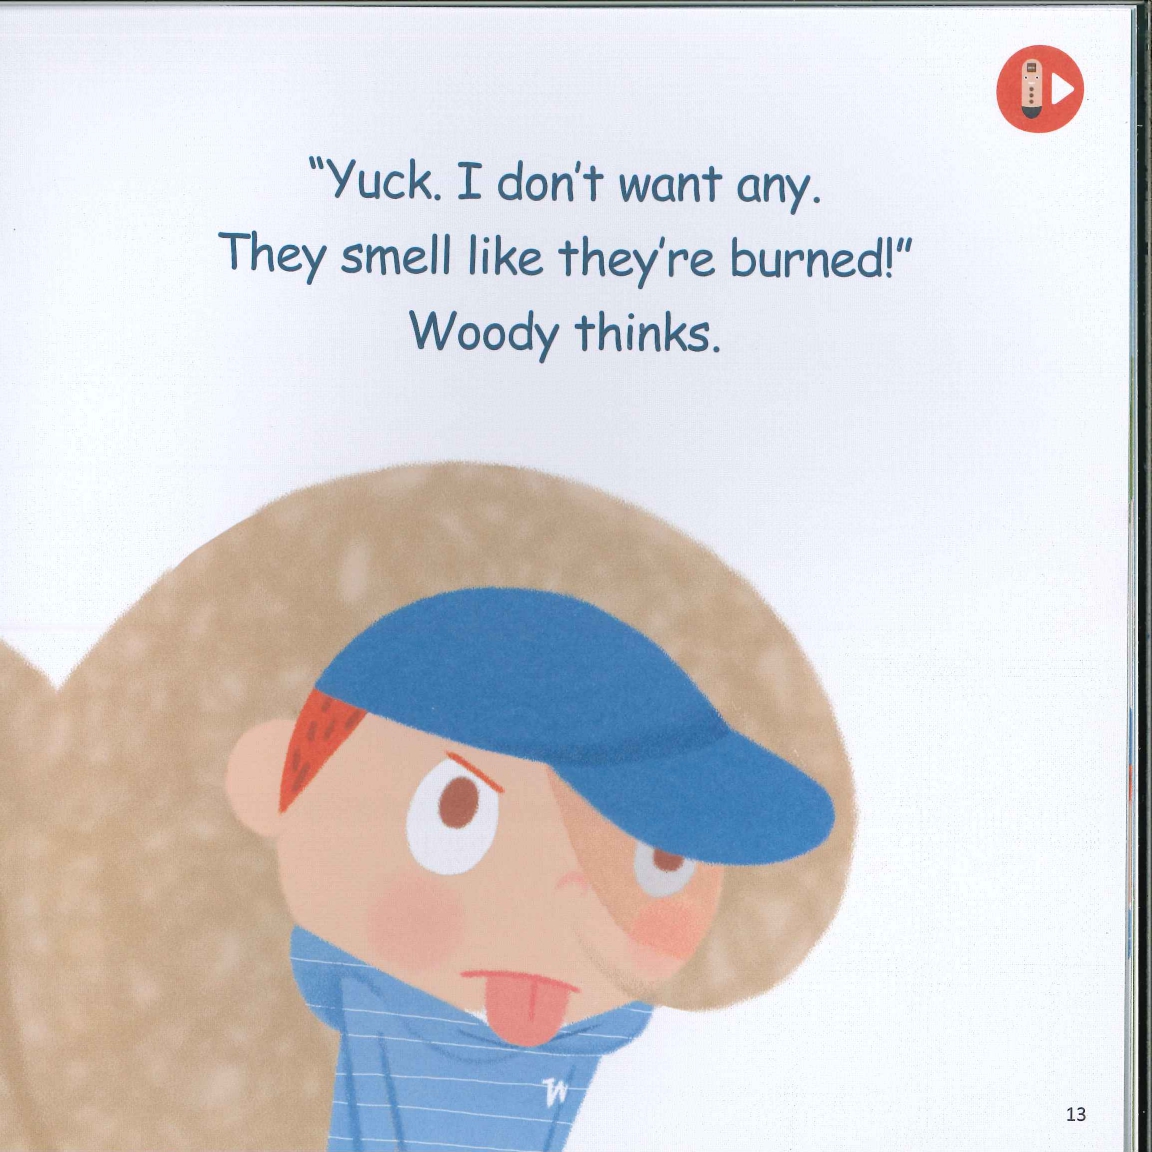 “Yuck. I don’t want any.
They smell like they’re burned!”
Woody thinks.
W
13